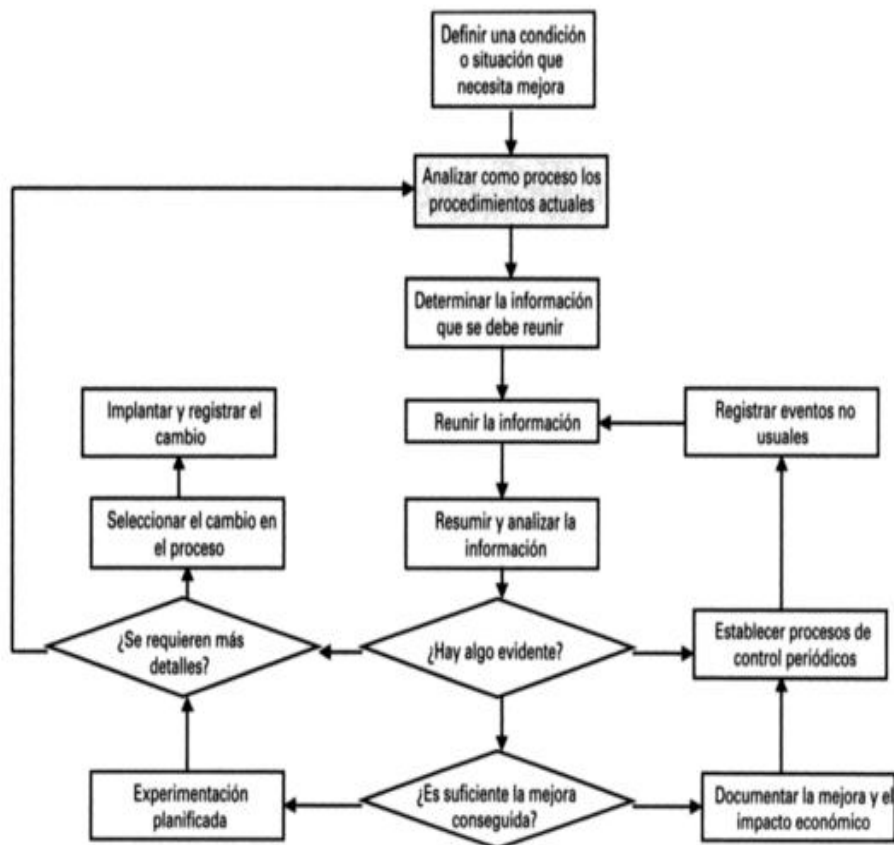 Definir una condición
o situación que
necesita mejora
Analizar como proceso los
procedimientos actuales
Determinar la información
que se debe reunir
Implantar y registrar el
cambio
Reunir la información
Registrar eventos no
usuales
Seleccionar el cambio en
el proceso
Resumir y analizar la
información
¿Se requieren más
detalles?
¿Hay algo evidente?
Establecer procesos de
control periódicos
Experimentación
planificada
¿Es suficiente la mejora
conseguida?
Documentar la mejora y el
impacto económico